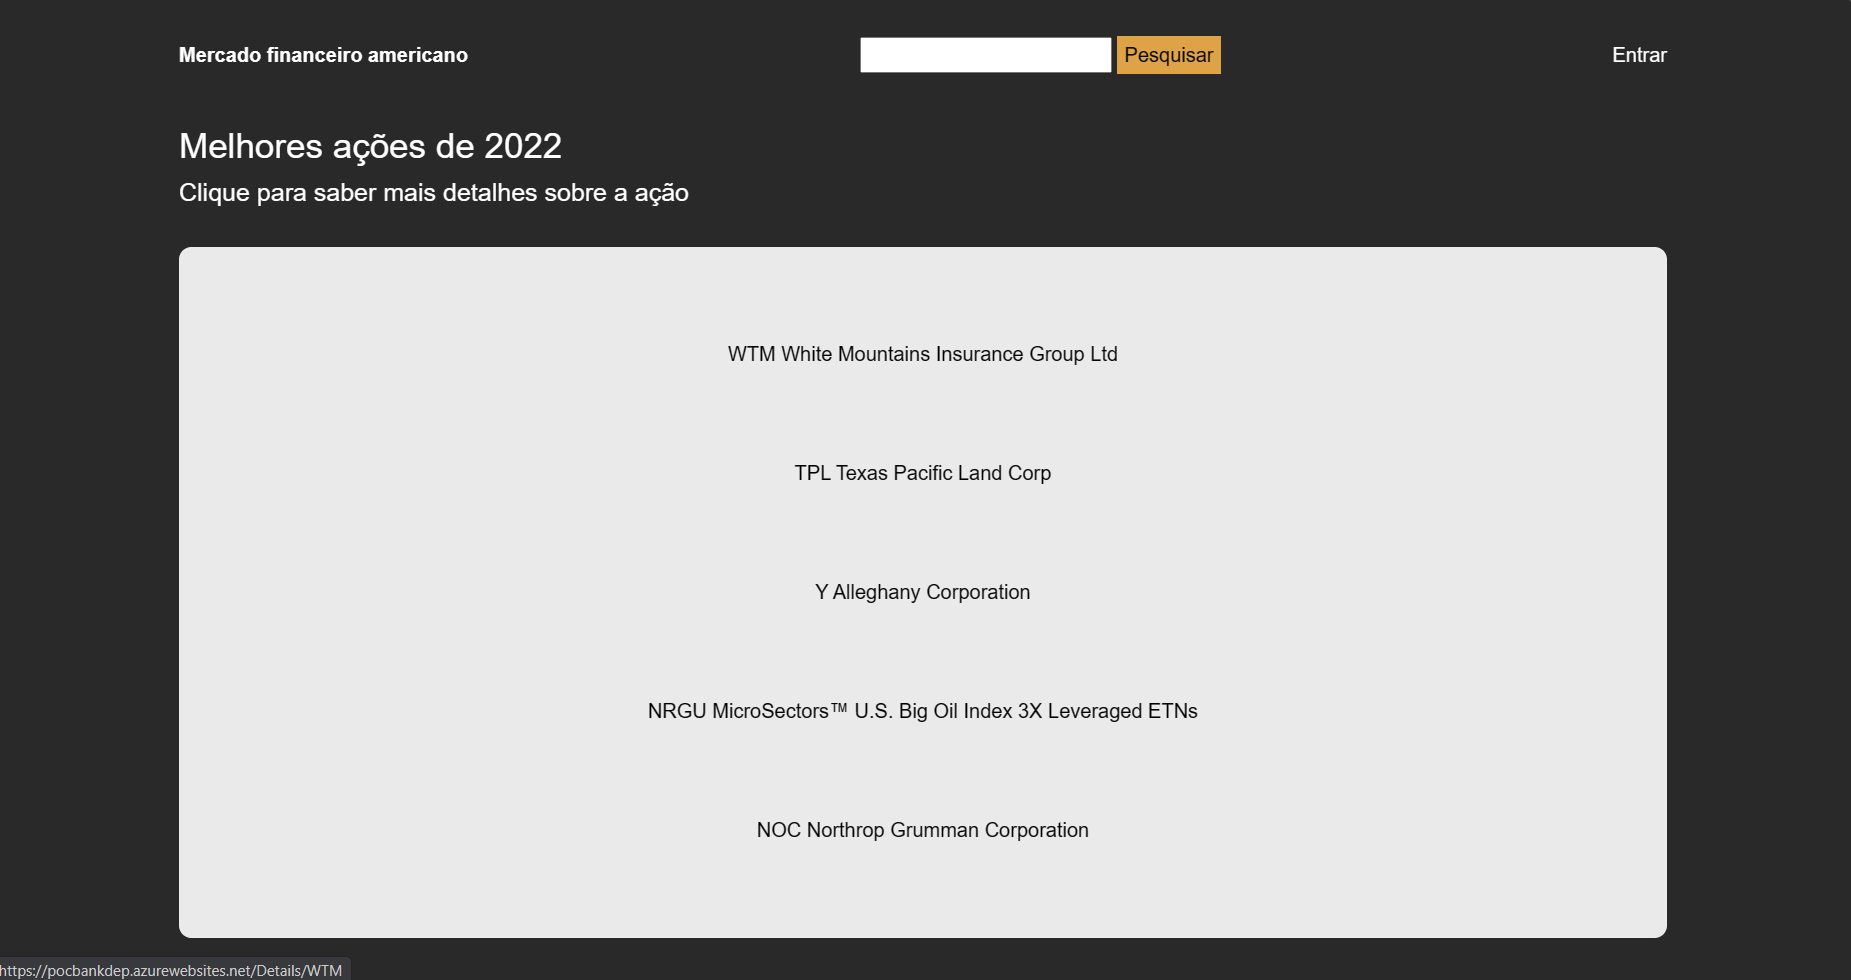 Mercado financeiro americano
Pesquisar
Entrar
Melhores ações de 2022
Clique para saber mais detalhes sobre a ação
WTM White Mountains Insurance Group Ltd
TPL Texas Pacific Land Corp
Y Alleghany Corporation
NRGU MicroSectors™ U.S. Big Oil Index 3X Leveraged ETNs
NOC Northrop Grumman Corporation
https://pocbankdep.azurewebsites.net/Details/WTM